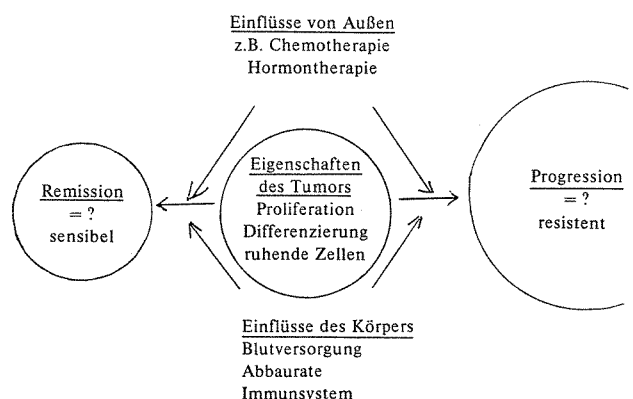 Einflüsse von Außen
z.B. Chemotherapie
Hormontherapie
Remission
= ?
sensibel
Eigenschaften
des Tumors
Proliferation
Differenzierung
ruhende Zellen
Progression
= ?
resistent
Einflüsse des Körpers
Blutversorgung
Abbaurate
Immunsystem